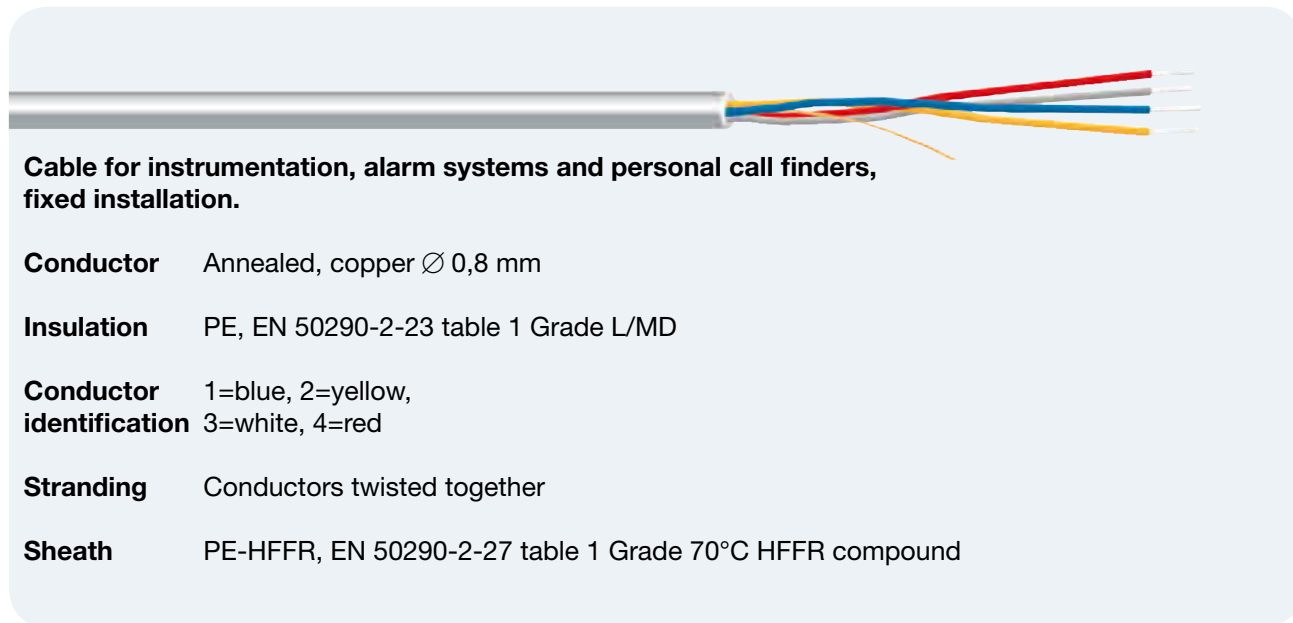 Cable for instrumentation, alarm systems and personal call finders,
fixed installation.
Conductor Annealed, copper ∅ 0,8 mm
Insulation PE, EN 50290-2-23 table 1 Grade L/MD
Conductor 1=blue, 2=yellow,
identification 3=white, 4=red
Stranding Conductors twisted together
Sheath PE-HFFR, EN 50290-2-27 table 1 Grade 70°C HFFR compound